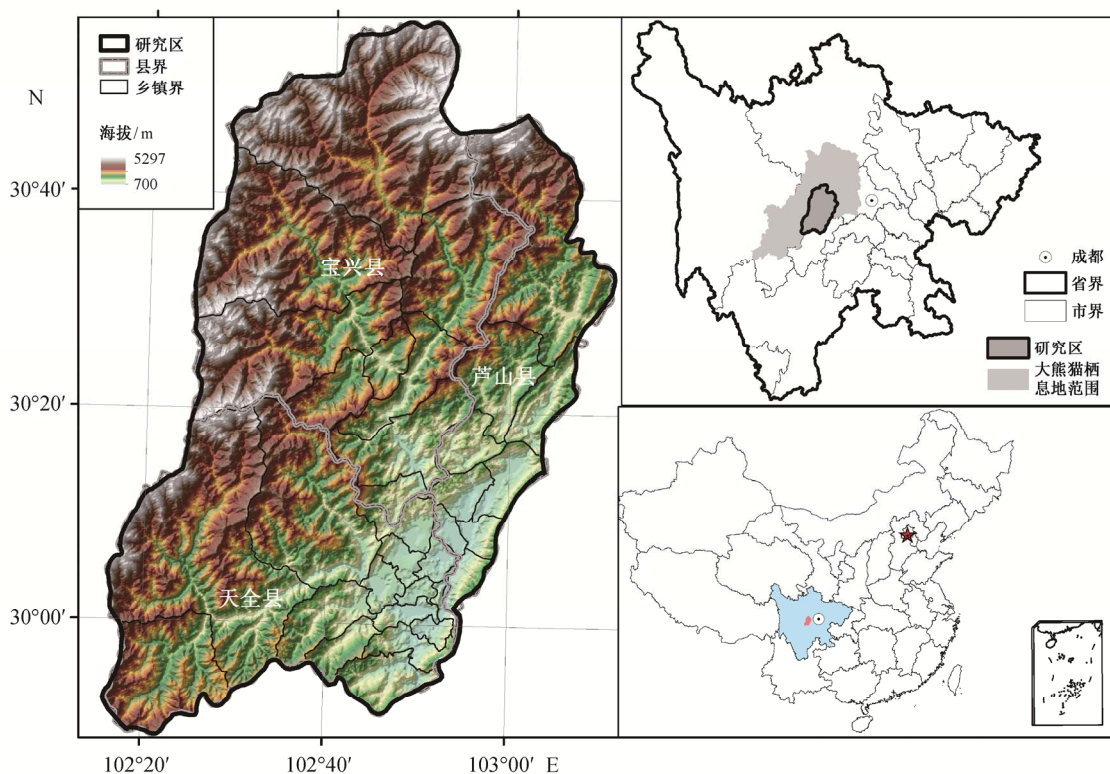 研究区
县界
乡镇界
海拔/m
5297
700
N
30°40′
30°20′
30°00′
102°20′
102°40′
103°00′ E
宝兴县
芦山县
天全县
成都
省界
市界
研究区
大熊猫栖
息地范围